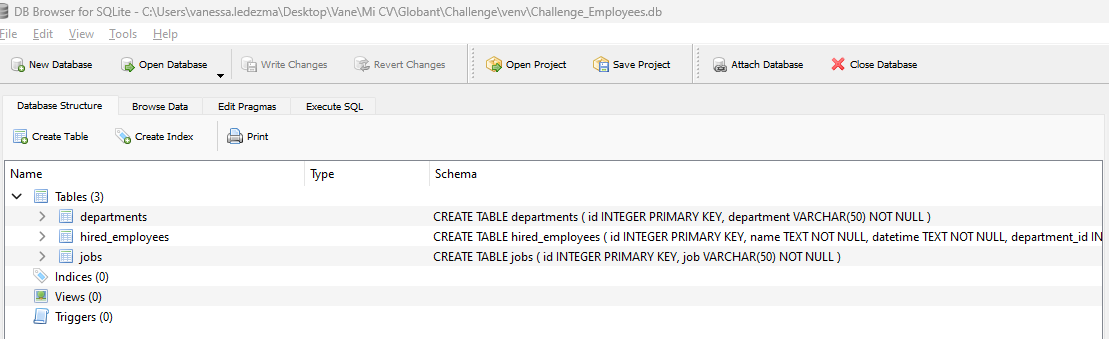 DB Browser for SQLite - C:\Users\vanessa.ledezma\Desktop\Vane\Mi CV\Globant\Challenge\venv\Challenge_Employees.db
File Edit View Tools Help
New Database Open Database Write Changes Revert Changes Open Project Save Project Attach Database Close Database
Database Structure Browse Data Edit Pragmas Execute SQL
Create Table Create Index Print
Name Type Schema
Tables (3)
departments CREATE TABLE departments ( id INTEGER PRIMARY KEY, department VARCHAR(50) NOT NULL )
hired_employees CREATE TABLE hired_employees ( id INTEGER PRIMARY KEY, name TEXT NOT NULL, datetime TEXT NOT NULL, department_id IN
jobs CREATE TABLE jobs ( id INTEGER PRIMARY KEY, job VARCHAR(50) NOT NULL )
Indices (0)
Views (0)
Triggers (0)